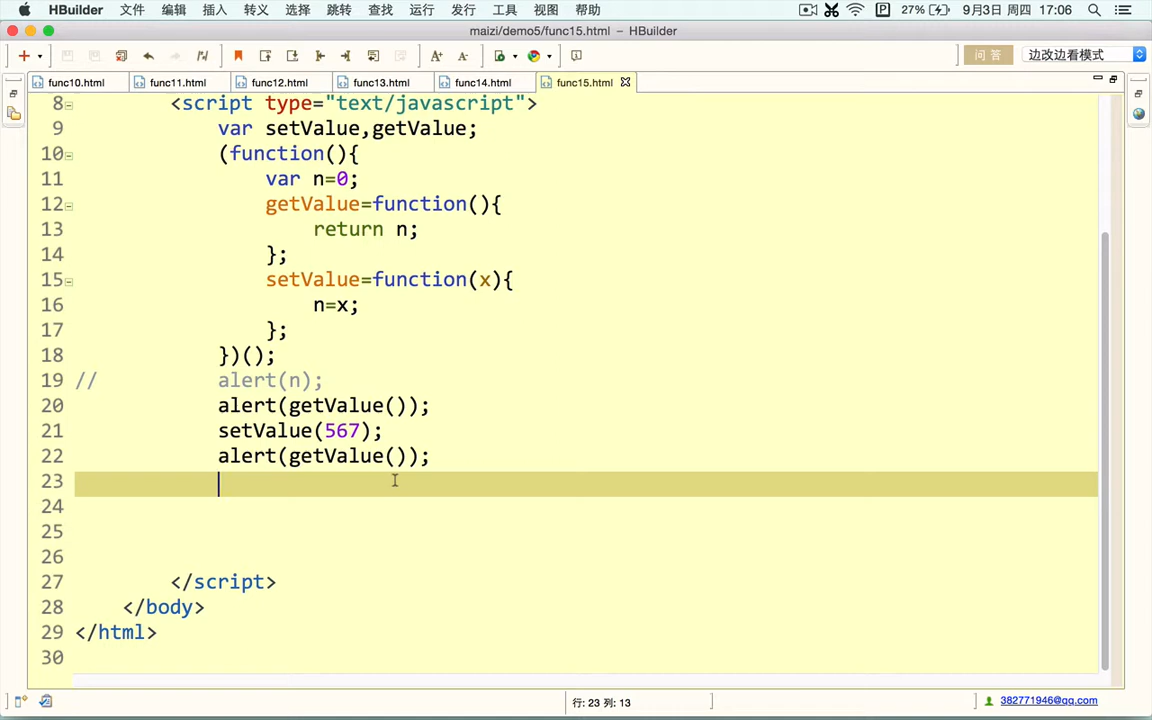 HBuilder 文件 编辑 插入 转义 选择 跳转 查找 运行 发行 工具 视图 帮助 27% 9月3日 周四 17:06
maizi/demo5/func15.html – HBuilder
问 答 边改边看模式
func10.html func11.html func12.html func13.html func14.html func15.html
8 <script type="text/javascript">
9 var setValue,getValue;
10 (function(){
11 var n=0;
12 getValue=function(){
13 return n;
14 };
15 setValue=function(x){
16 n=x;
17 };
18 })();
19 // alert(n);
20 alert(getValue());
21 setValue(567);
22 alert(getValue());
23
24
25
26
27 </script>
28 </body>
29 </html>
30
行: 23 列: 13 382771946@qq.com